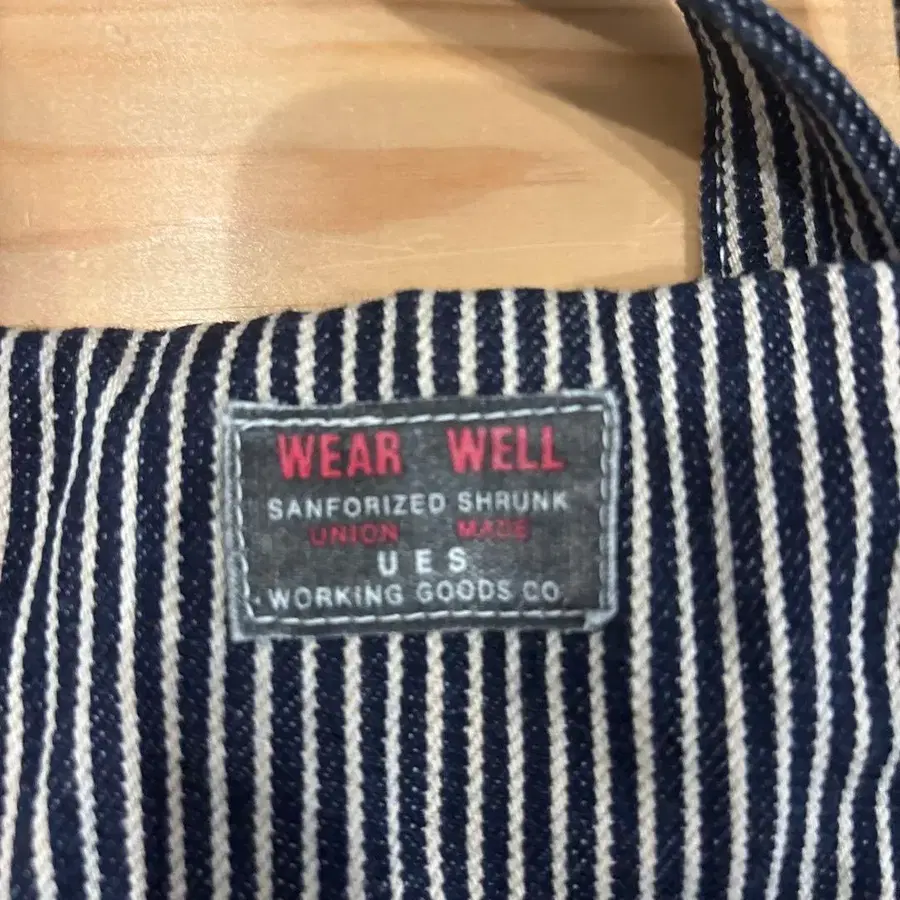 WEAR WELL
SANFORIZED SHRUNK
UNION MADE
UES
WORKING GOODS CO.